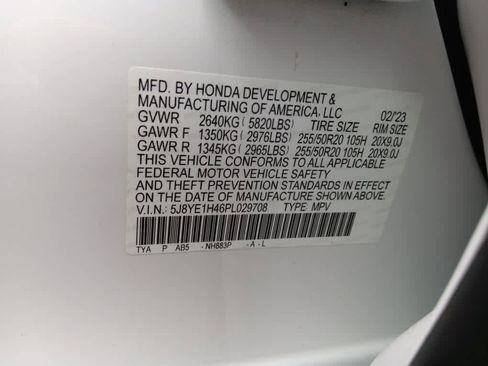 MFD. BY HONDA DEVELOPMENT &
MANUFACTURING OF AMERICA, LLC 02/23
GVWR 2640KG (5820LBS) TIRE SIZE RIM SIZE
GAWR F 1350KG (2976LBS) 255/50R20 105H 20X9.0J
GAWR R 1345KG (2965LBS) 255/50R20 105H 20X9.0J
THIS VEHICLE CONFORMS TO ALL APPLICABLE
FEDERAL MOTOR VEHICLE SAFETY
AND THEFT PREVENTION STANDARDS IN EFFECT
ON THE DATE OF MANUFACTURE SHOWN ABOVE.
V.I.N.: 5J8YE1H46PL029708 TYPE: MPV
TYA P AB5 -NH883P -A-L